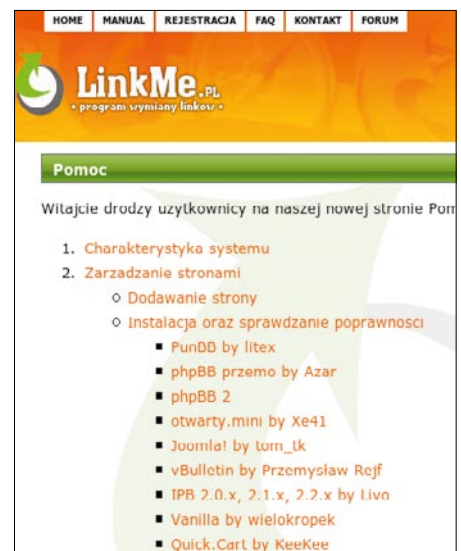 HOME MANUAL REJESTRACJA FAQ KONTAKT FORUM
LinkMe.PL
• program wymiany linkow •
Pomoc
Witajcie drodzy uzytkownicy na naszej nowej stronie Pom
1. Charakterystyka systemu
2. Zarzadzanie stronami
Dodawanie strony
Instalacja oraz sprawdzanie poprawnosci
PunBB by litex
phpBB przemo by Azar
phpBB 2
otwarty.mini by Xe41
Joomla! by tom_tk
vBulletin by Przemysław Rejf
IPB 2.0.x, 2.1.x, 2.2.x by Livo
Vanilla by wielokropek
Quick.Cart by KeeKee